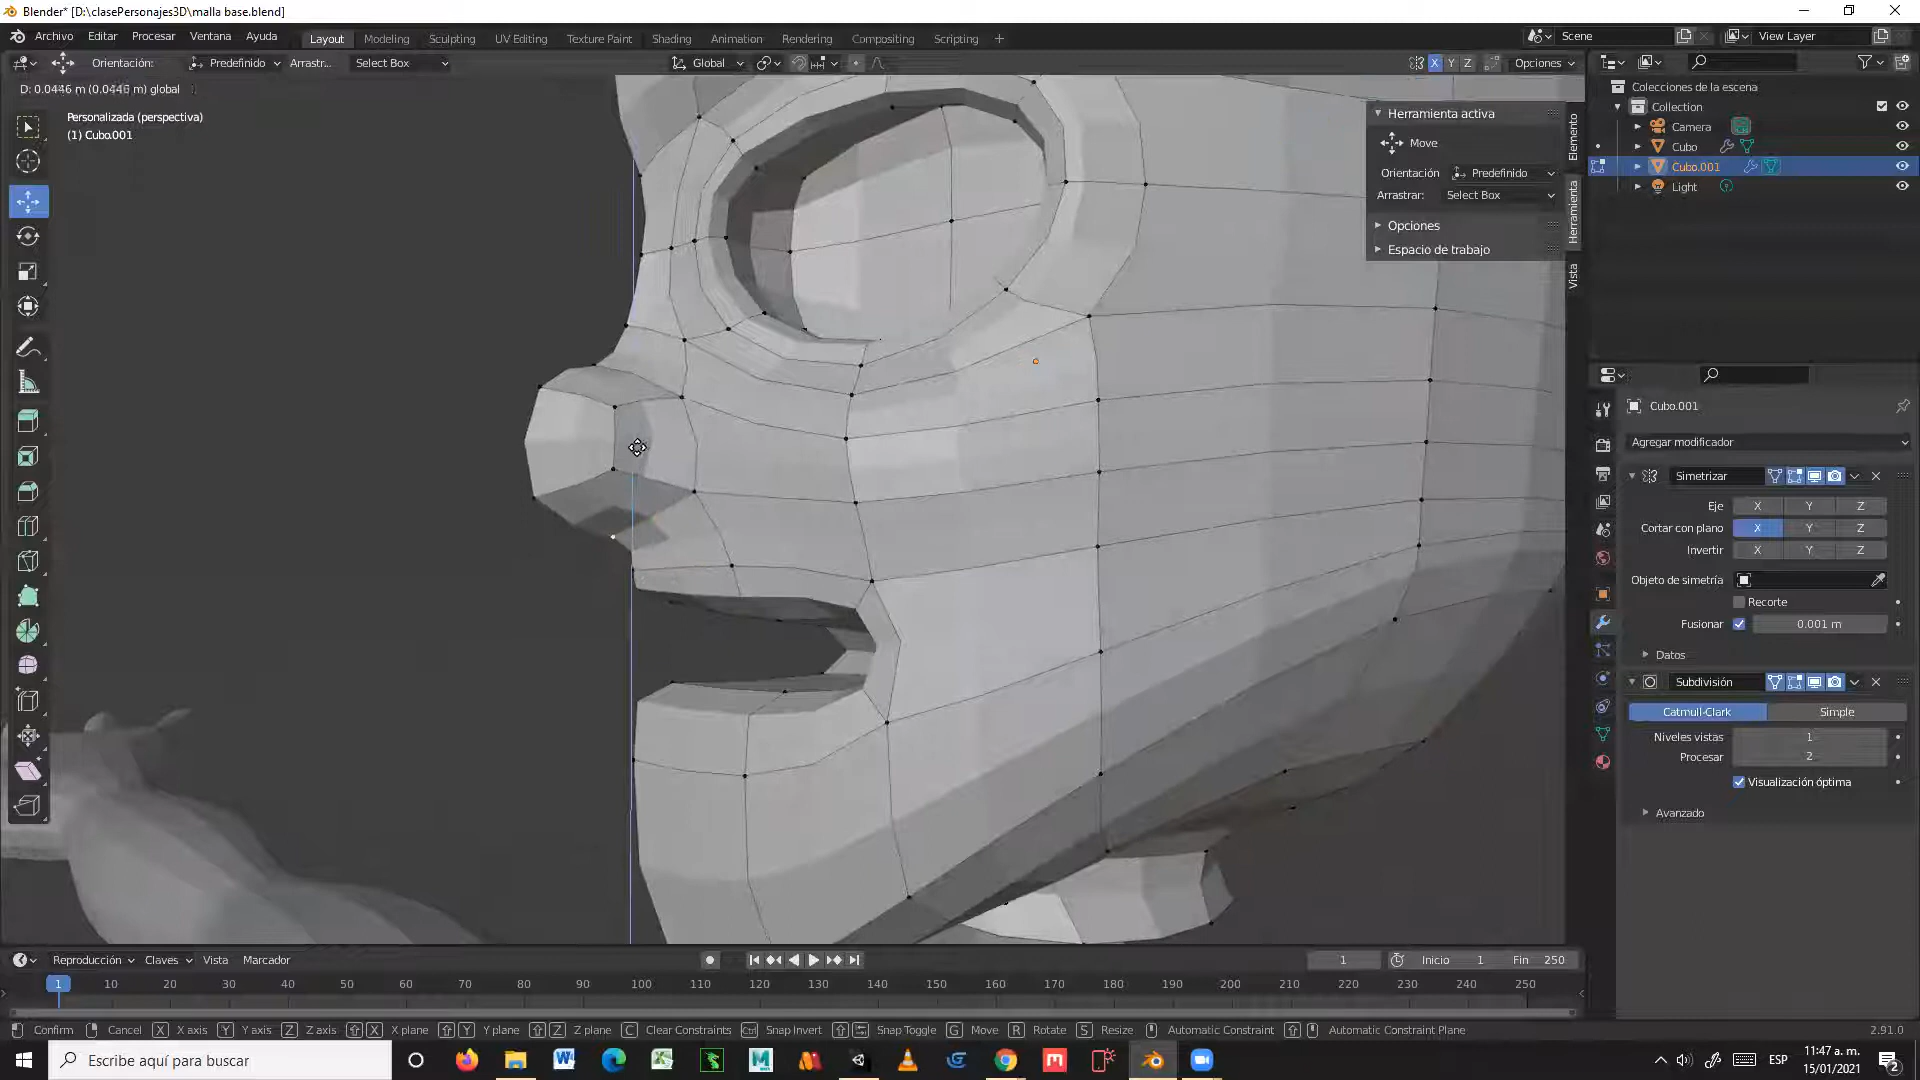 Blender* [D:\clasePersonajes3D\malla base.blend]
Archivo Editar Procesar Ventana Ayuda Layout Modeling Sculpting UV Editing Texture Paint Shading Animation Rendering Compositing Scripting Scene View Layer
Orientación: Predefinido Arrastr... Select Box Global X Y Z Opciones
D: 0.0446 m (0.0446 m) global
Personalizada (perspectiva)
(1) Cubo.001
Herramienta activa
Move
Orientación Predefinido
Arrastrar: Select Box
Opciones
Espacio de trabajo
Elemento
Herramienta
Vista
Colecciones de la escena
Collection
Camera
Cubo
Cubo.001
Light
Cubo.001
Agregar modificador
Simetrizar
Eje X Y Z
Cortar con plano X Y Z
Invertir X Y Z
Objeto de simetría
Recorte
Fusionar 0.001 m
Datos
Subdivisión
Catmull-Clark Simple
Niveles vistas 1
Procesar 2
Visualización óptima
Avanzado
Reproducción Claves Vista Marcador 1 Inicio 1 Fin 250
1 10 20 30 40 50 60 70 80 90 100 110 120 130 140 150 160 170 180 190 200 210 220 230 240 250
Confirm Cancel X X axis Y Y axis Z Z axis X X plane Y Y plane Z Z plane C Clear Constraints Ctrl Snap Invert Snap Toggle G Move R Rotate S Resize Automatic Constraint Automatic Constraint Plane 2.91.0
Escribe aquí para buscar
ESP
11:47 a. m.
15/01/2021
2